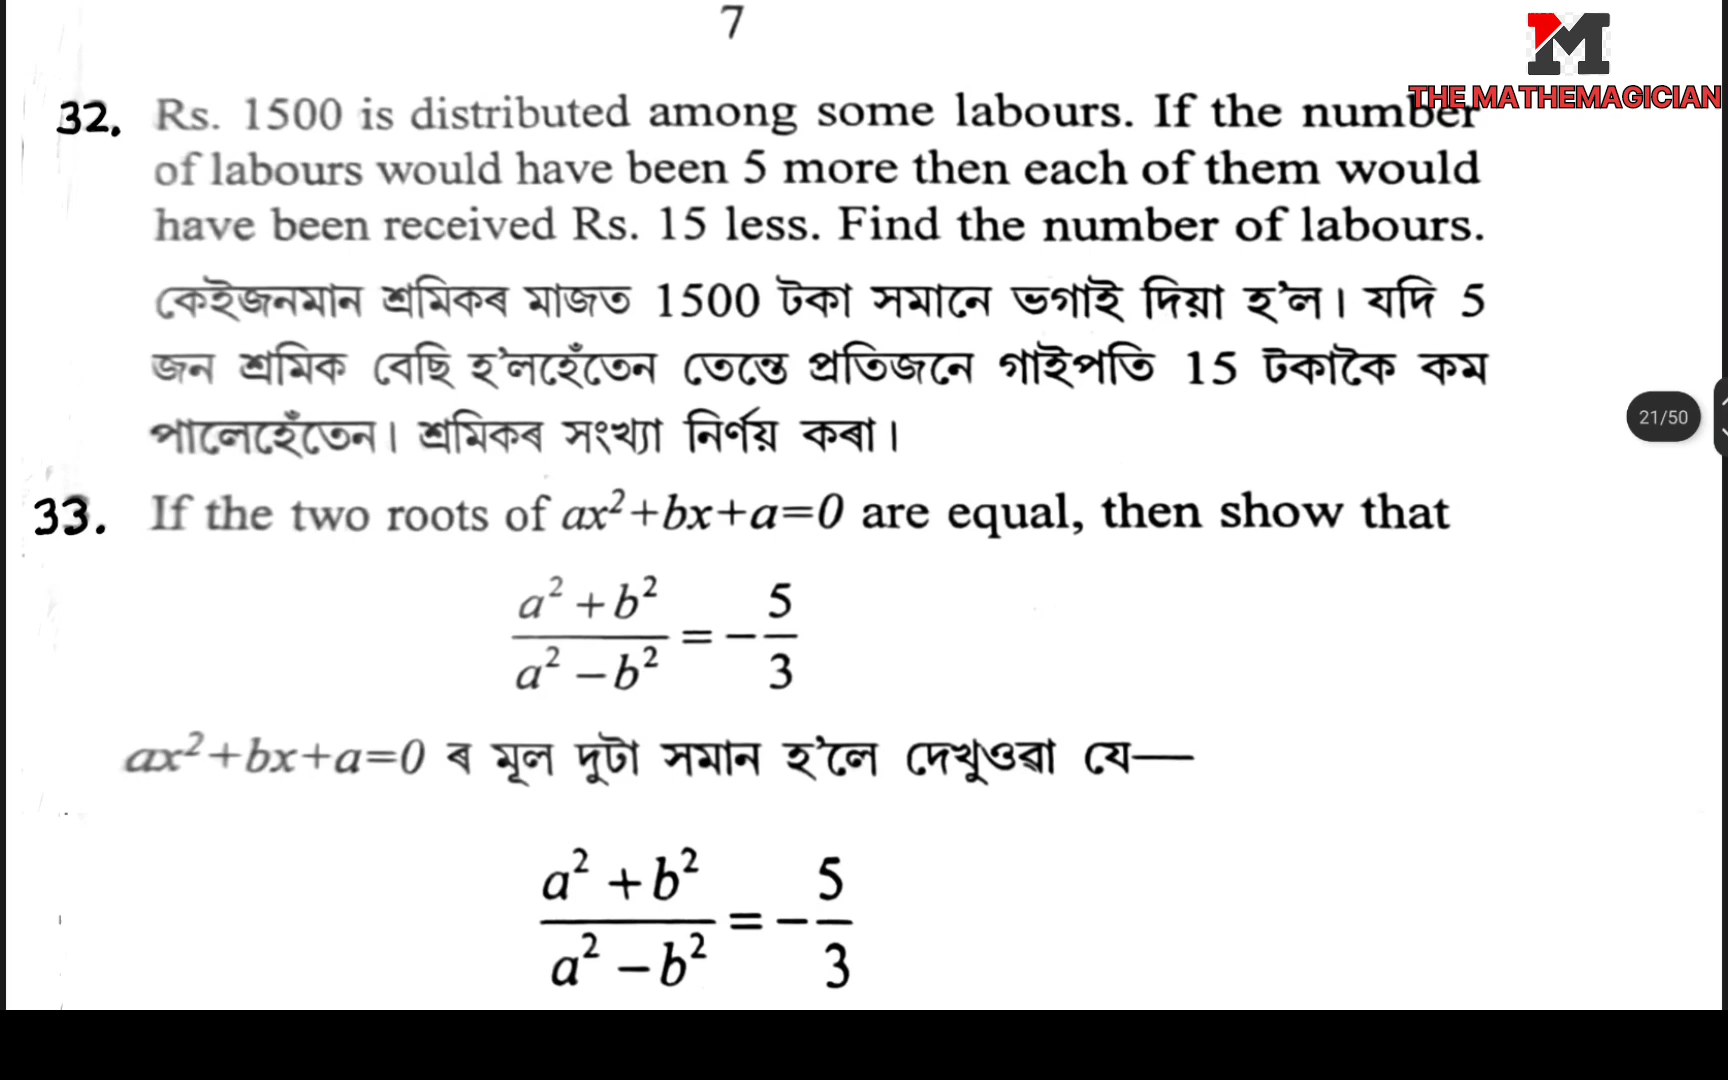 7
M
THE MATHEMAGICIAN
32. Rs. 1500 is distributed among some labours. If the number
of labours would have been 5 more then each of them would
have been received Rs. 15 less. Find the number of labours.
কেইজনমান শ্ৰমিকৰ মাজত 1500 টকা সমানে ভগাই দিয়া হ'ল। যদি 5
জন শ্ৰমিক বেছি হ'লহেঁতেন তেন্তে প্ৰতিজনে গাইপতি 15 টকাকৈ কম
পালেহেঁতেন। শ্ৰমিকৰ সংখ্যা নিৰ্ণয় কৰা।
21/50
33. If the two roots of ax²+bx+a=0 are equal, then show that
a² + b² / a² − b² = − 5/3
ax²+bx+a=0 ৰ মূল দুটা সমান হ'লে দেখুওৱা যে—
a² + b² / a² − b² = − 5/3